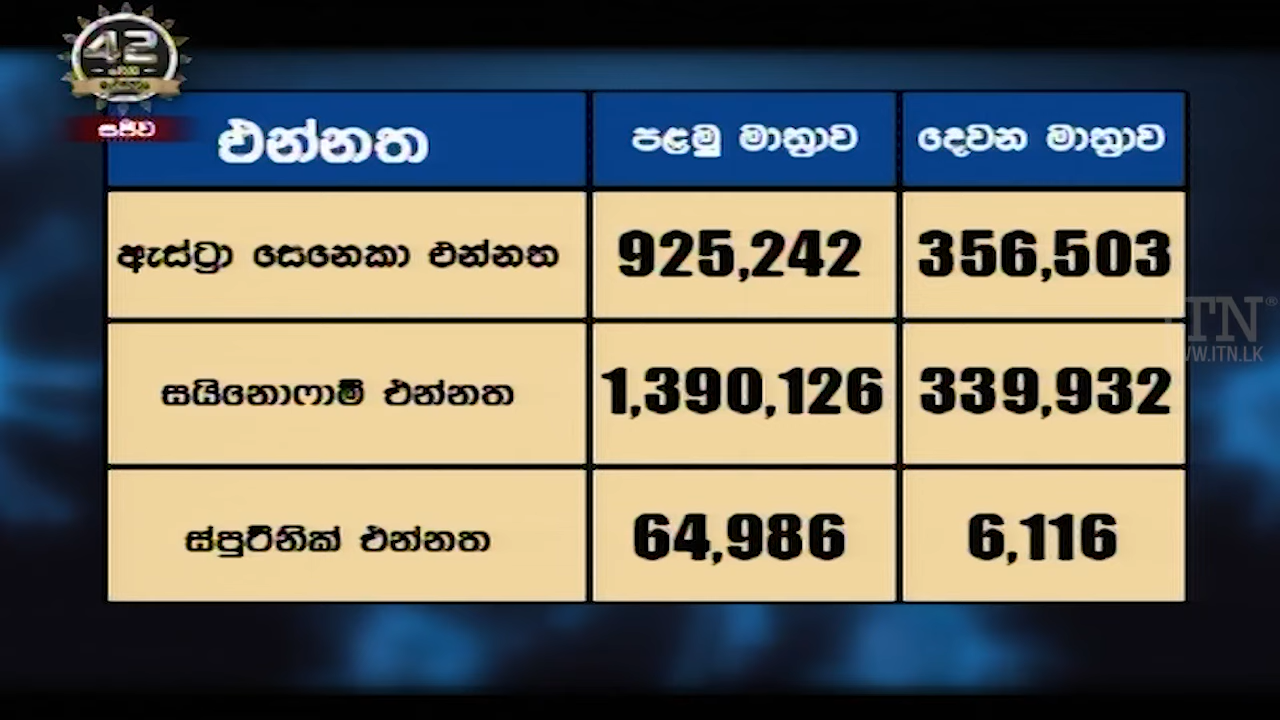 42
සජීව
එන්නත පළමු මාත්‍රාව දෙවන මාත්‍රාව
ඇස්ට්‍රා සෙනෙකා එන්නත 925,242 356,503
ITN®
WWW.ITN.LK
සයිනොෆාම් එන්නත 1,390,126 339,932
ස්පුට්නික් එන්නත 64,986 6,116